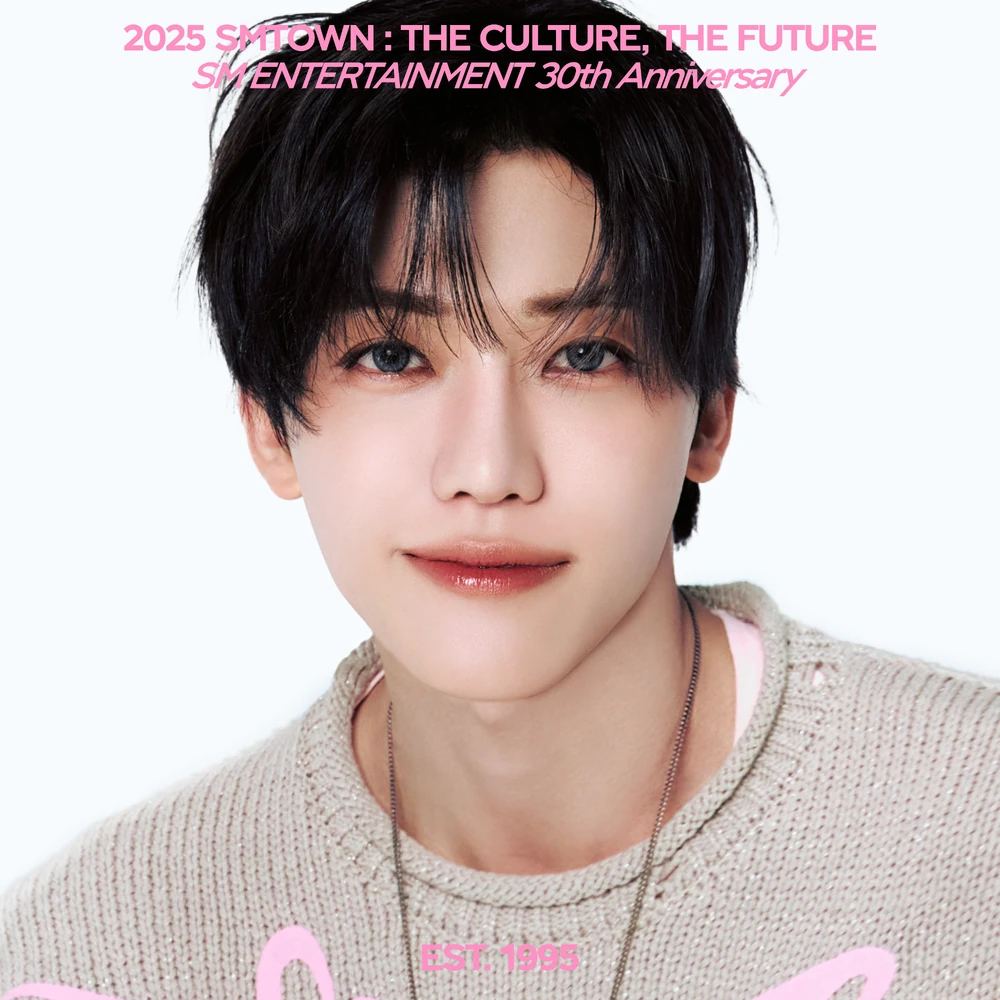 2025 SMTOWN : THE CULTURE, THE FUTURE
SM ENTERTAINMENT 30th Anniversary
EST. 1995